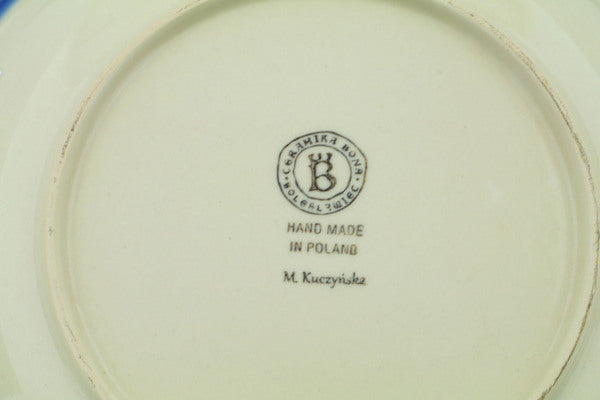 CERAMIKA BONA
B
BOLESŁAWIEC
HAND MADE
IN POLAND
M. Kuczyńska